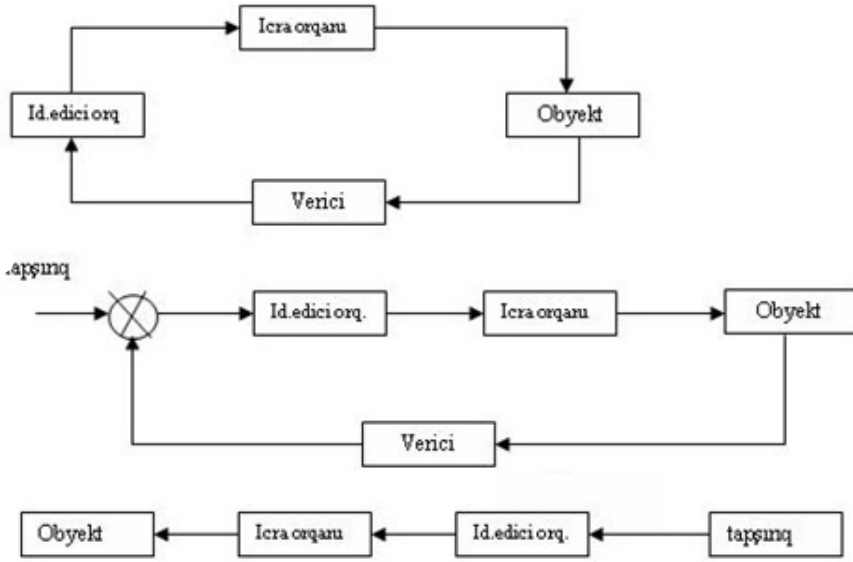 Icra orqanı
Id.edici orq
Obyekt
Verici
.apşırıq
Id.edici orq.
Icra orqanı
Obyekt
Verici
Obyekt
Icra orqanı
Id.edici orq.
tapşırıq